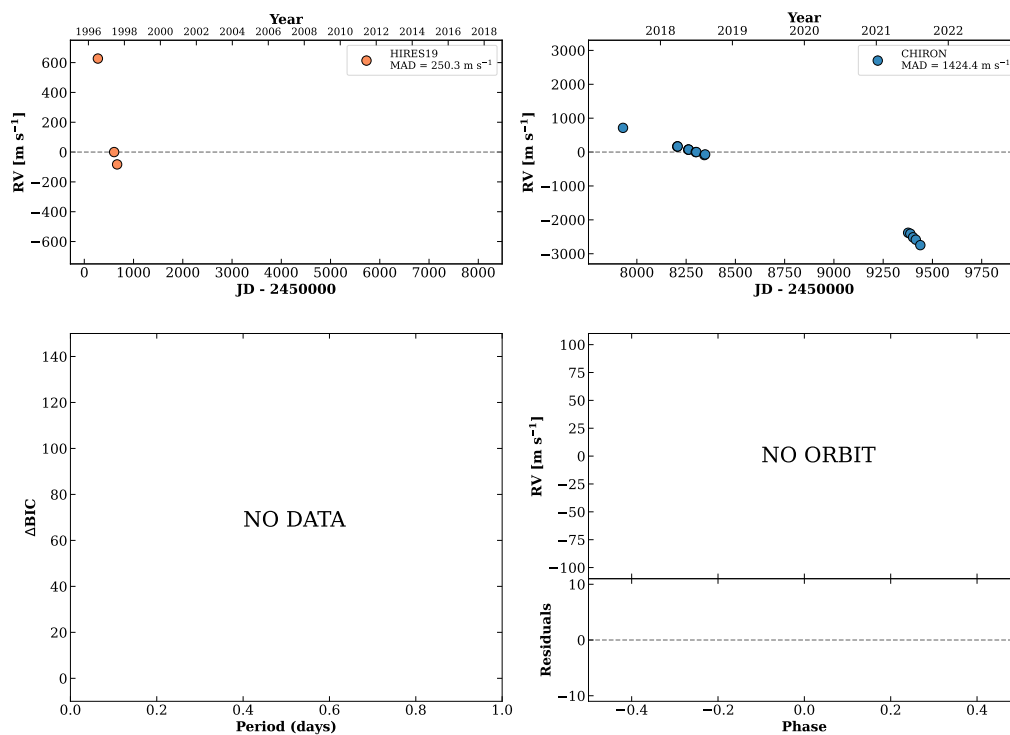 Year
1996 1998 2000 2002 2004 2006 2008 2010 2012 2014 2016 2018
HIRES19
MAD = 250.3 m s⁻¹
RV [m s⁻¹]
600
400
200
0
−200
−400
−600
0 1000 2000 3000 4000 5000 6000 7000 8000
JD - 2450000
Year
2018 2019 2020 2021 2022
CHIRON
MAD = 1424.4 m s⁻¹
RV [m s⁻¹]
3000
2000
1000
0
−1000
−2000
−3000
8000 8250 8500 8750 9000 9250 9500 9750
JD - 2450000
ΔBIC
140
120
100
80
60
40
20
0
NO DATA
0.0 0.2 0.4 0.6 0.8 1.0
Period (days)
RV [m s⁻¹]
100
75
50
25
0
−25
−50
−75
−100
NO ORBIT
Residuals
10
0
−10
−0.4 −0.2 0.0 0.2 0.4
Phase